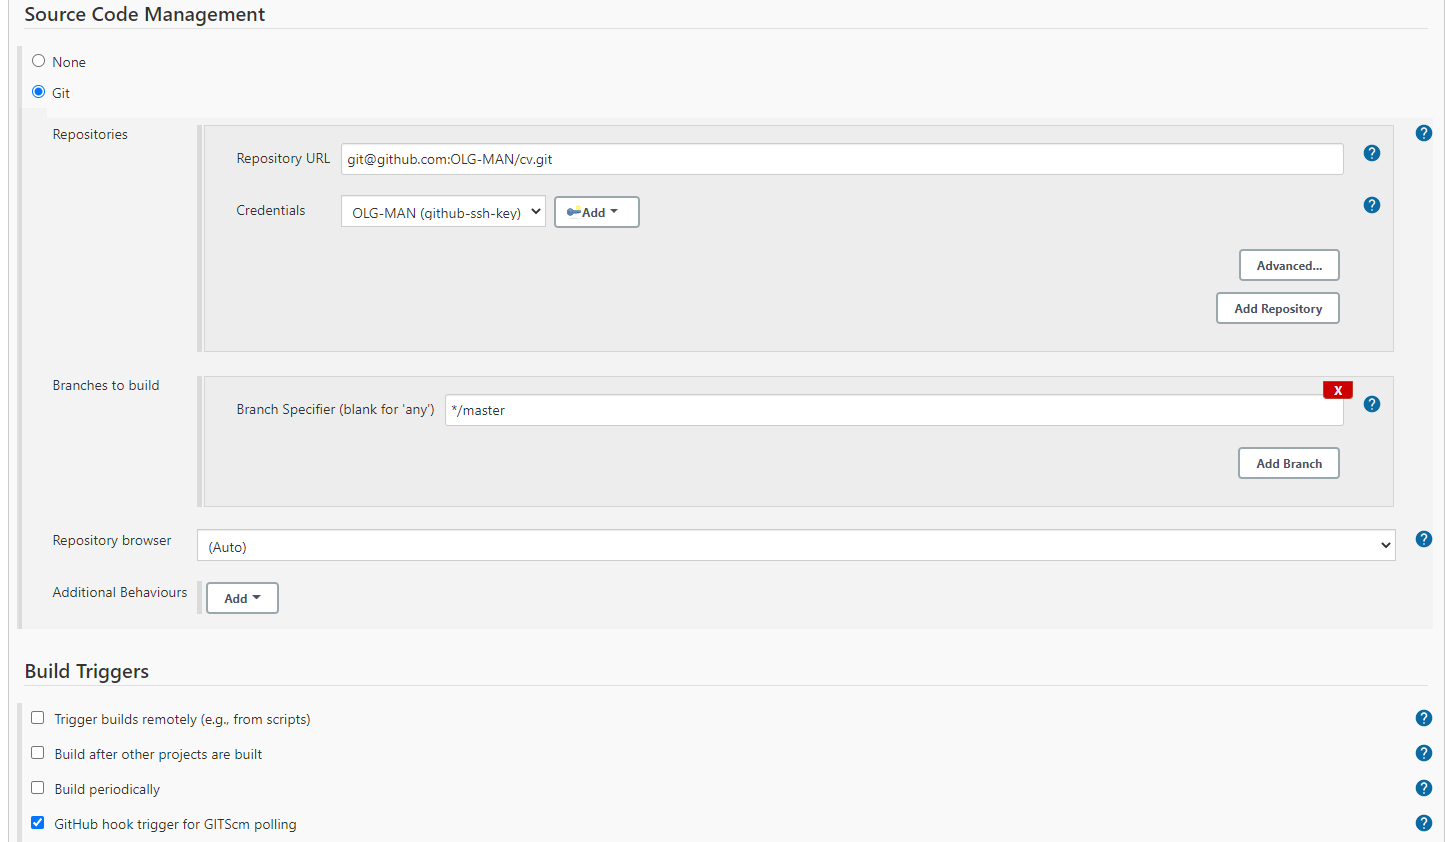 Source Code Management
None
Git
Repositories
Repository URL git@github.com:OLG-MAN/cv.git
Credentials OLG-MAN (github-ssh-key) Add
Advanced...
Add Repository
Branches to build
X
Branch Specifier (blank for 'any') */master
Add Branch
Repository browser (Auto)
Additional Behaviours Add
Build Triggers
Trigger builds remotely (e.g., from scripts)
Build after other projects are built
Build periodically
GitHub hook trigger for GITScm polling